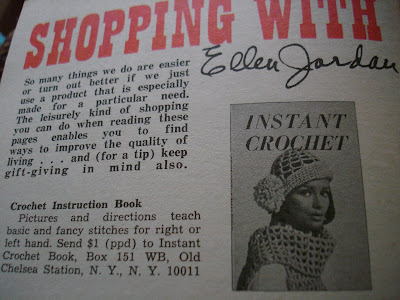 SHOPPING WITH
Ellen Jordan
So many things we do are easier
or turn out better if we just
use a product that is especially
made for a particular need.
The leisurely kind of shopping
you can do when reading these
pages enables you to find
ways to improve the quality of
living . . . and (for a tip) keep
gift-giving in mind also.
Crochet Instruction Book
Pictures and directions teach
basic and fancy stitches for right or
left hand. Send $1 (ppd) to Instant
Crochet Book, Box 151 WB, Old
Chelsea Station, N. Y., N. Y. 10011
INSTANT
CROCHET